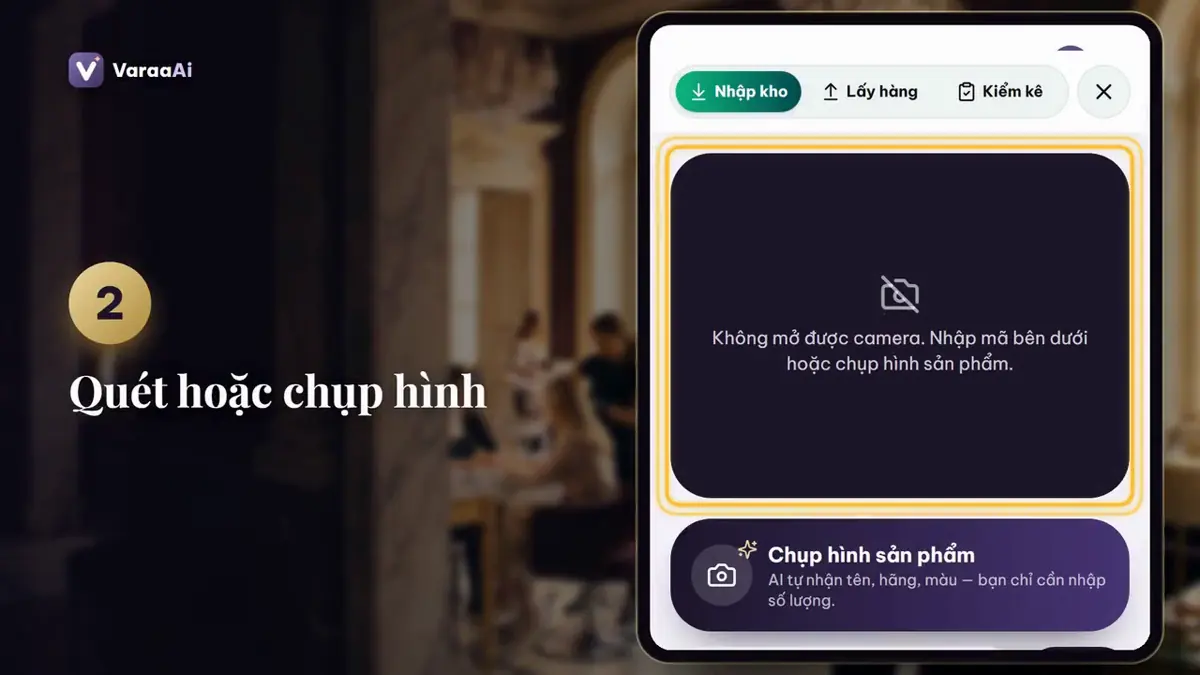 VaraaAi
2
Quét hoặc chụp hình
Nhập kho
Lấy hàng
Kiểm kê
Không mở được camera. Nhập mã bên dưới
hoặc chụp hình sản phẩm.
Chụp hình sản phẩm
AI tự nhận tên, hãng, màu — bạn chỉ cần nhập
số lượng.